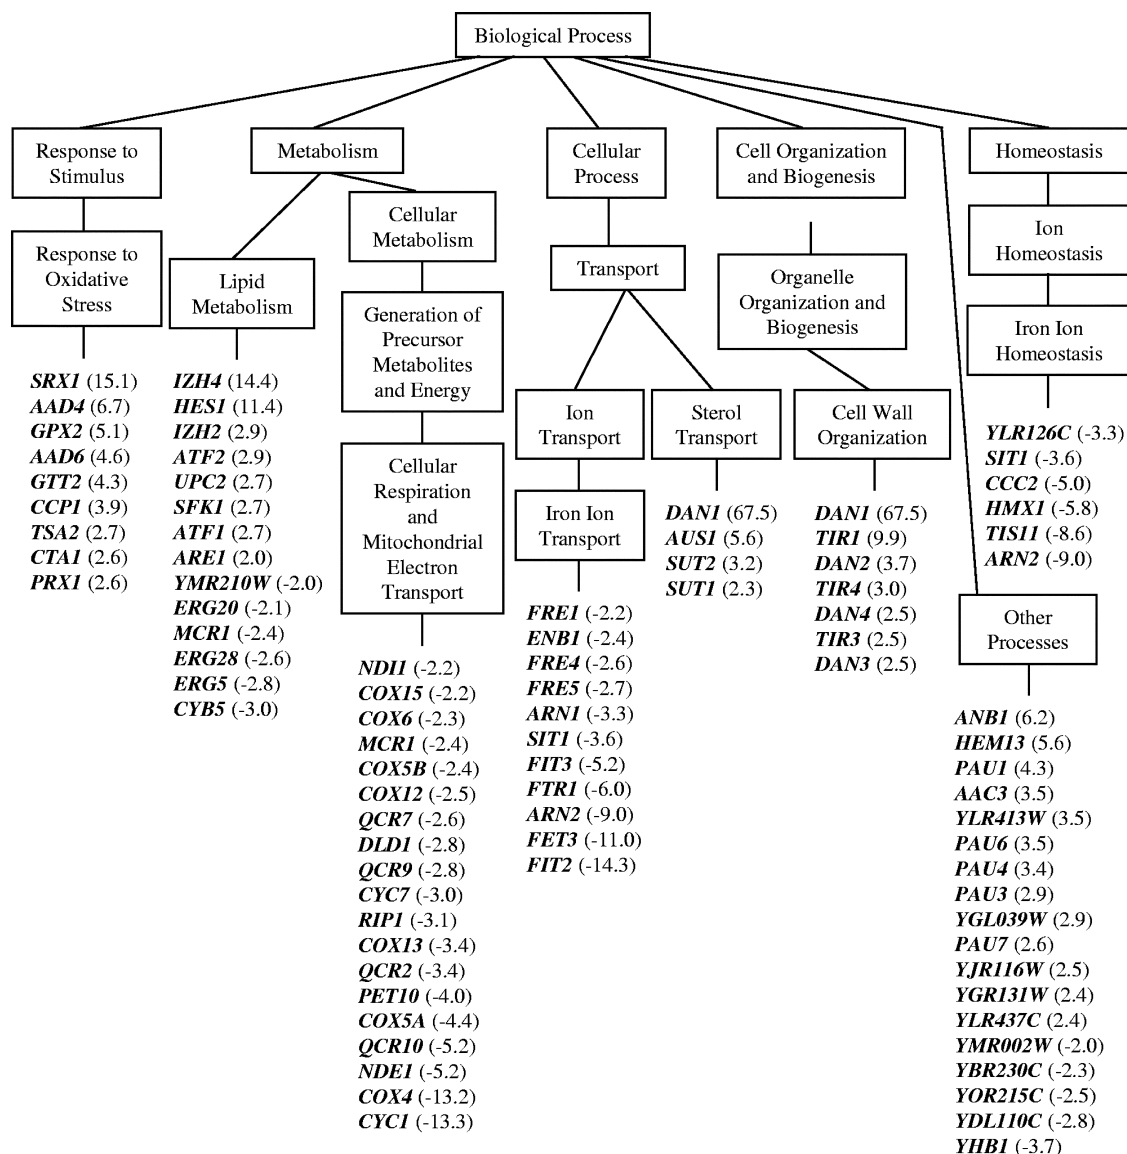 Biological Process
Response to
Stimulus
Response to
Oxidative
Stress
SRX1 (15.1)
AAD4 (6.7)
GPX2 (5.1)
AAD6 (4.6)
GTT2 (4.3)
CCP1 (3.9)
TSA2 (2.7)
CTA1 (2.6)
PRX1 (2.6)
Metabolism
Lipid
Metabolism
IZH4 (14.4)
HES1 (11.4)
IZH2 (2.9)
ATF2 (2.9)
UPC2 (2.7)
SFK1 (2.7)
ATF1 (2.7)
ARE1 (2.0)
YMR210W (-2.0)
ERG20 (-2.1)
MCR1 (-2.4)
ERG28 (-2.6)
ERG5 (-2.8)
CYB5 (-3.0)
Cellular
Metabolism
Generation of
Precursor
Metabolites
and Energy
Cellular
Respiration
and
Mitochondrial
Electron
Transport
NDI1 (-2.2)
COX15 (-2.2)
COX6 (-2.3)
MCR1 (-2.4)
COX5B (-2.4)
COX12 (-2.5)
QCR7 (-2.6)
DLD1 (-2.8)
QCR9 (-2.8)
CYC7 (-3.0)
RIP1 (-3.1)
COX13 (-3.4)
QCR2 (-3.4)
PET10 (-4.0)
COX5A (-4.4)
QCR10 (-5.2)
NDE1 (-5.2)
COX4 (-13.2)
CYC1 (-13.3)
Cellular
Process
Transport
Ion
Transport
Iron Ion
Transport
FRE1 (-2.2)
ENB1 (-2.4)
FRE4 (-2.6)
FRE5 (-2.7)
ARN1 (-3.3)
SIT1 (-3.6)
FIT3 (-5.2)
FTR1 (-6.0)
ARN2 (-9.0)
FET3 (-11.0)
FIT2 (-14.3)
Sterol
Transport
DAN1 (67.5)
AUS1 (5.6)
SUT2 (3.2)
SUT1 (2.3)
Cell Organization
and Biogenesis
Organelle
Organization and
Biogenesis
Cell Wall
Organization
DAN1 (67.5)
TIR1 (9.9)
DAN2 (3.7)
TIR4 (3.0)
DAN4 (2.5)
TIR3 (2.5)
DAN3 (2.5)
Homeostasis
Ion
Homeostasis
Iron Ion
Homeostasis
YLR126C (-3.3)
SIT1 (-3.6)
CCC2 (-5.0)
HMX1 (-5.8)
TIS11 (-8.6)
ARN2 (-9.0)
Other
Processes
ANB1 (6.2)
HEM13 (5.6)
PAU1 (4.3)
AAC3 (3.5)
YLR413W (3.5)
PAU6 (3.5)
PAU4 (3.4)
PAU3 (2.9)
YGL039W (2.9)
PAU7 (2.6)
YJR116W (2.5)
YGR131W (2.4)
YLR437C (2.4)
YMR002W (-2.0)
YBR230C (-2.3)
YOR215C (-2.5)
YDL110C (-2.8)
YHB1 (-3.7)